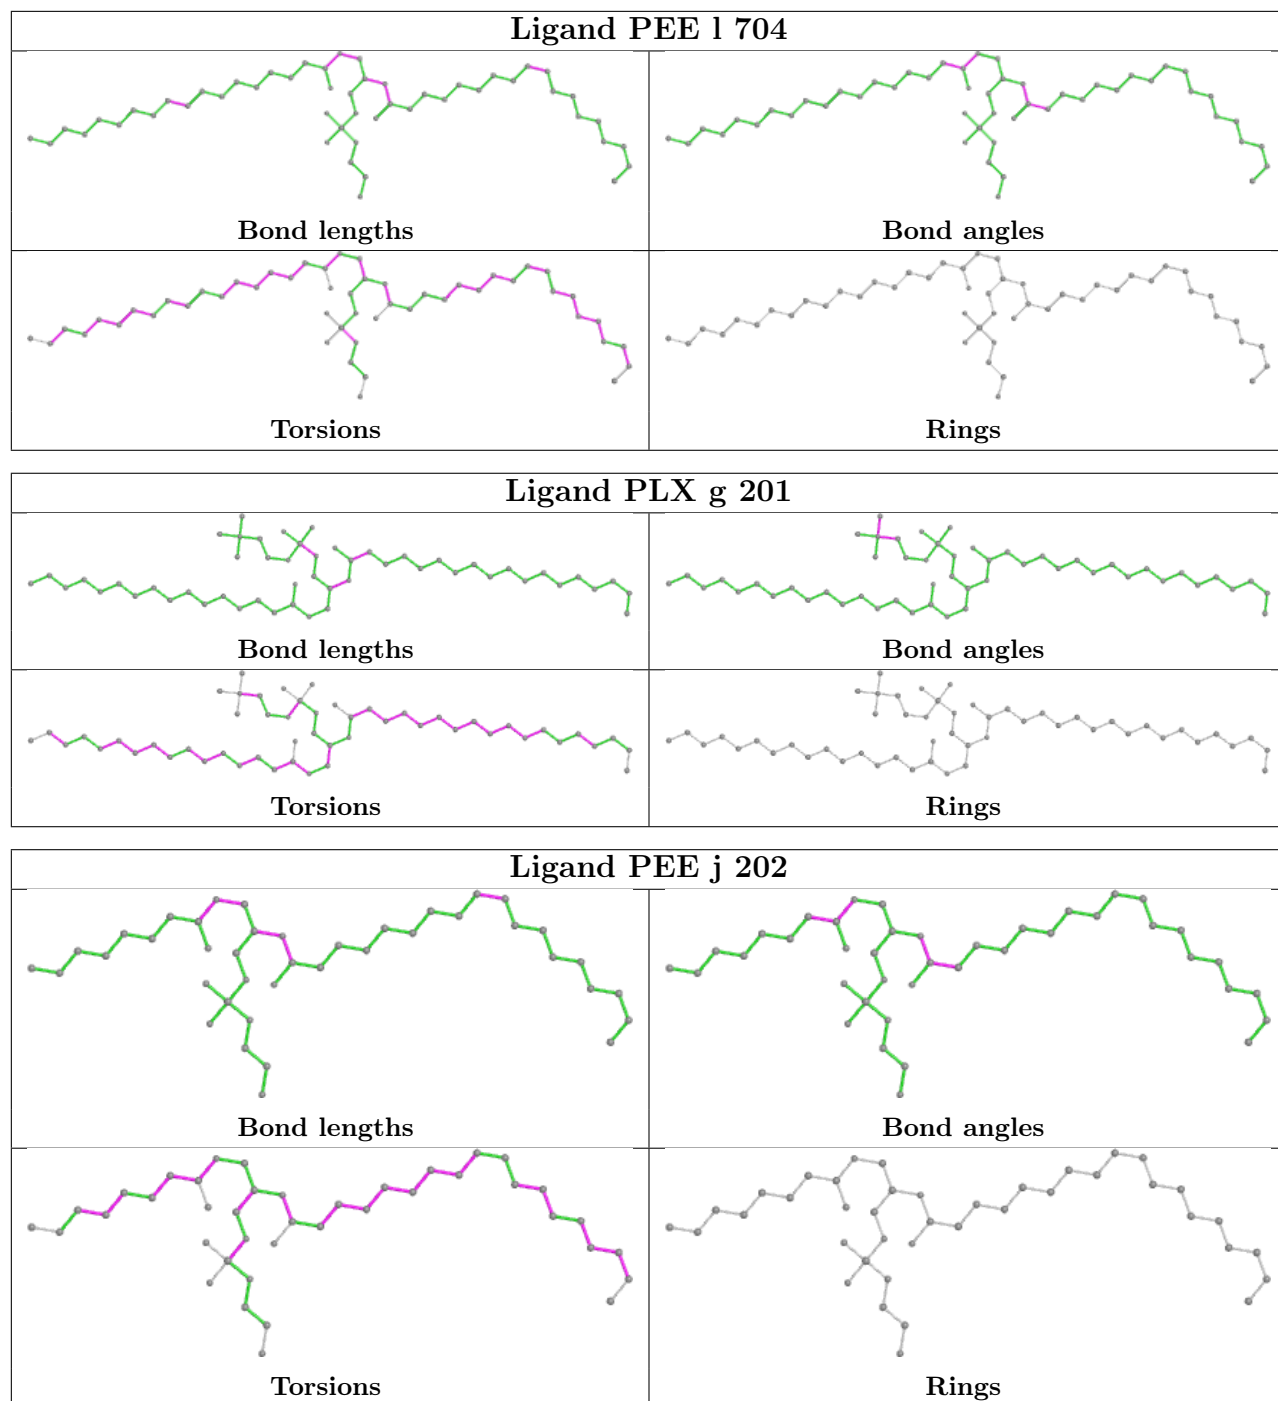 Ligand PEE l 704
Bond lengths
Bond angles
Torsions
Rings
Ligand PLX g 201
Bond lengths
Bond angles
Torsions
Rings
Ligand PEE j 202
Bond lengths
Bond angles
Torsions
Rings